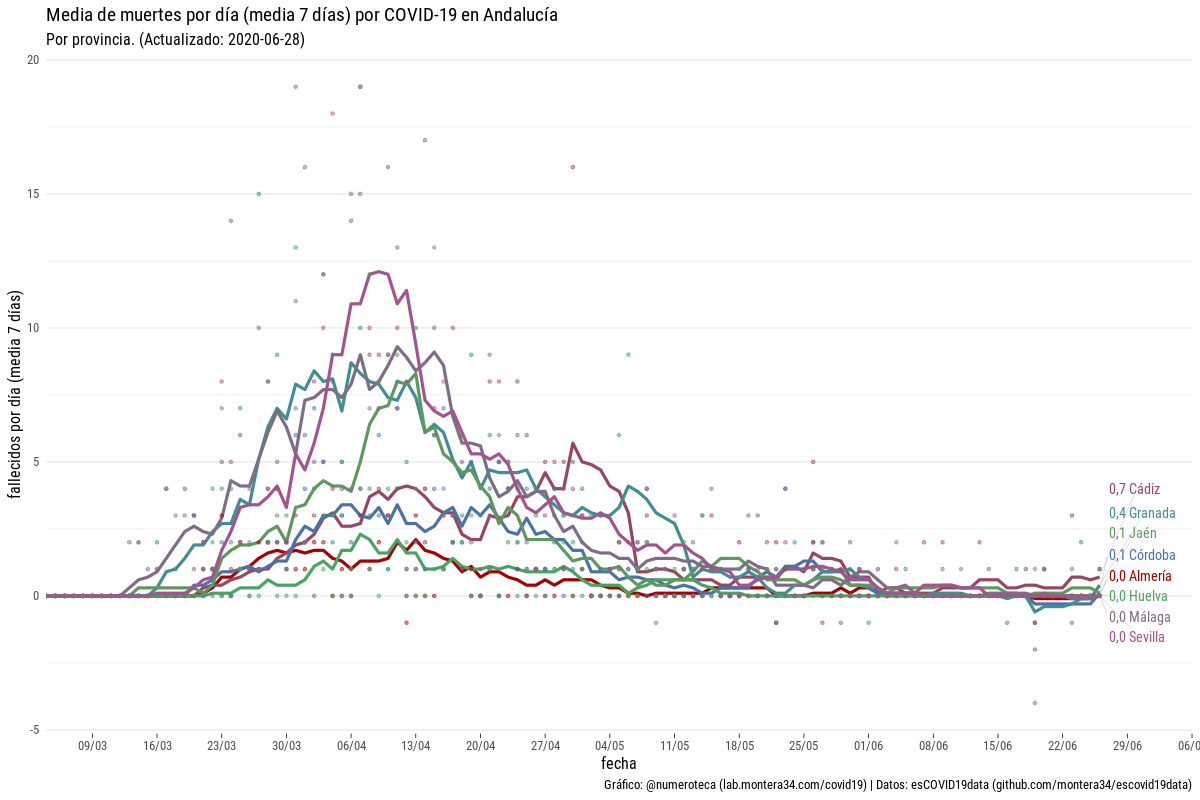 Media de muertes por día (media 7 días) por COVID-19 en Andalucía
Por provincia. (Actualizado: 2020-06-28)
20
15
10
5
0
-5
fallecidos por día (media 7 días)
0,7 Cádiz
0,4 Granada
0,1 Jaén
0,1 Córdoba
0,0 Almería
0,0 Huelva
0,0 Málaga
0,0 Sevilla
09/03 16/03 23/03 30/03 06/04 13/04 20/04 27/04 04/05 11/05 18/05 25/05 01/06 08/06 15/06 22/06 29/06 06/0
fecha
Gráfico: @numeroteca (lab.montera34.com/covid19) | Datos: esCOVID19data (github.com/montera34/escovid19data)